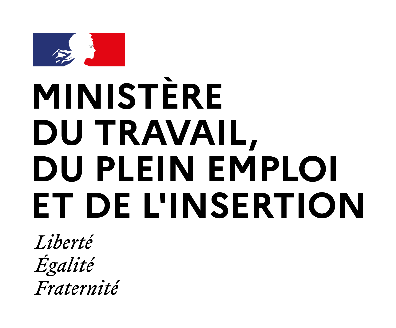 MINISTÈRE
DU TRAVAIL,
DU PLEIN EMPLOI
ET DE L'INSERTION
Liberté
Égalité
Fraternité